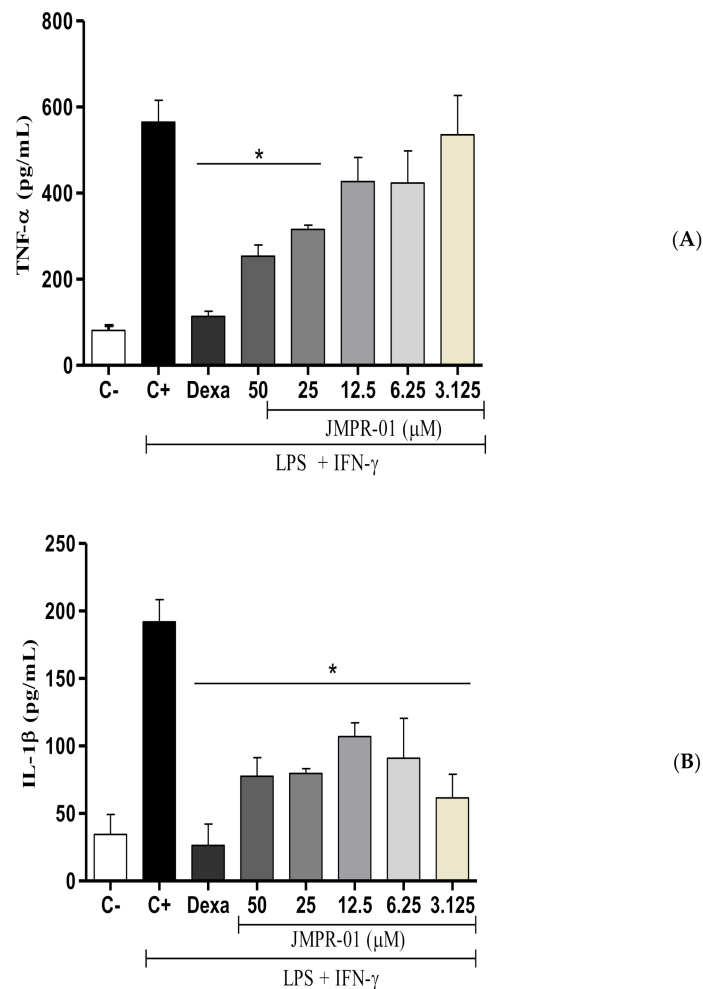 800
600
400
200
0
TNF-α (pg/mL)
*
C- C+ Dexa 50 25 12.5 6.25 3.125
JMPR-01 (μM)
LPS + IFN-γ
(A)
250
200
150
100
50
0
IL-1β (pg/mL)
*
C- C+ Dexa 50 25 12.5 6.25 3.125
JMPR-01 (μM)
LPS + IFN-γ
(B)